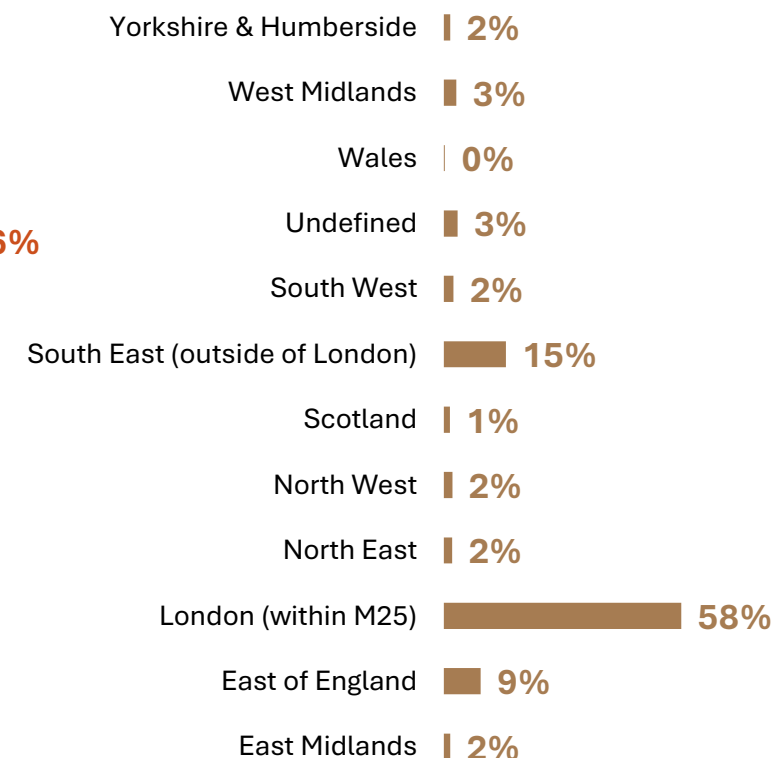 Yorkshire & Humberside 2%
West Midlands 3%
Wales 0%
Undefined 3%
6%
South West 2%
South East (outside of London) 15%
Scotland 1%
North West 2%
North East 2%
London (within M25) 58%
East of England 9%
East Midlands 2%